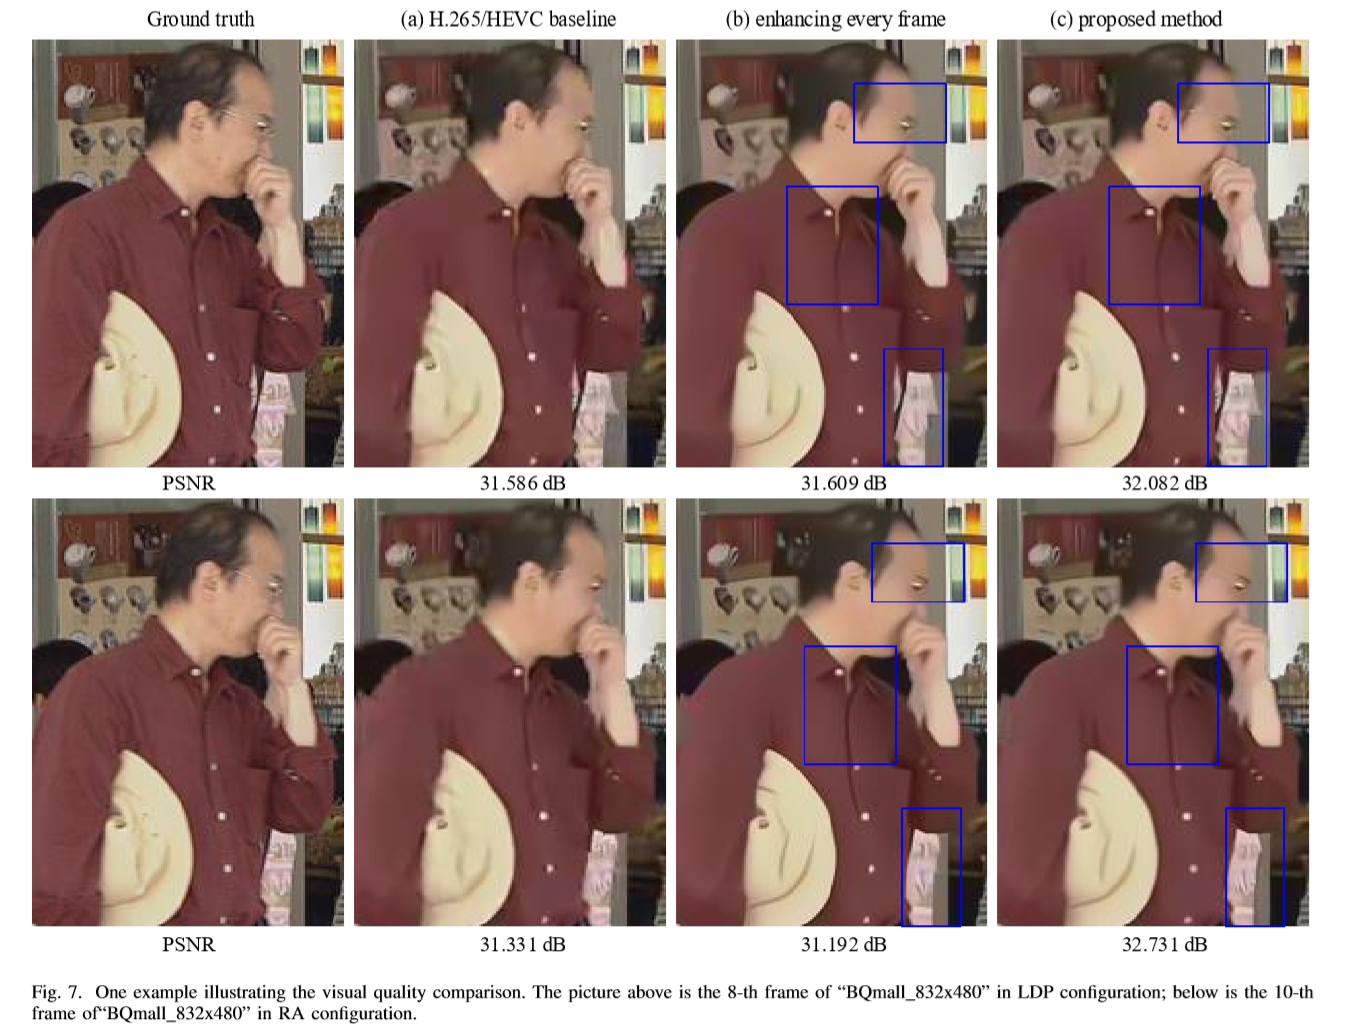 Ground truth
(a) H.265/HEVC baseline
(b) enhancing every frame
(c) proposed method
PSNR
31.586 dB
31.609 dB
32.082 dB
PSNR
31.331 dB
31.192 dB
32.731 dB
Fig. 7. One example illustrating the visual quality comparison. The picture above is the 8-th frame of “BQmall_832x480” in LDP configuration; below is the 10-th
frame of“BQmall_832x480” in RA configuration.